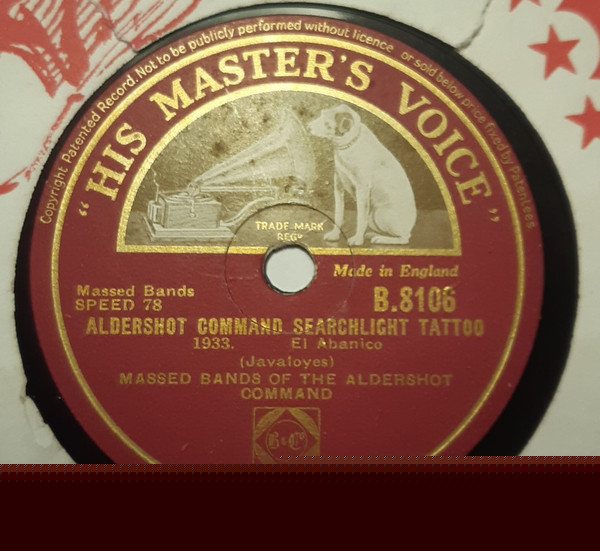 Copyright Patented Record. Not to be publicly performed without licence or sold below price fixed by Patentees
"HIS MASTER'S VOICE"
TRADE-MARK
REGD
Made in England
Massed Bands
SPEED 78
B.8106
ALDERSHOT COMMAND SEARCHLIGHT TATTOO
1933. El Abanico
(Javaloyes)
MASSED BANDS OF THE ALDERSHOT
COMMAND